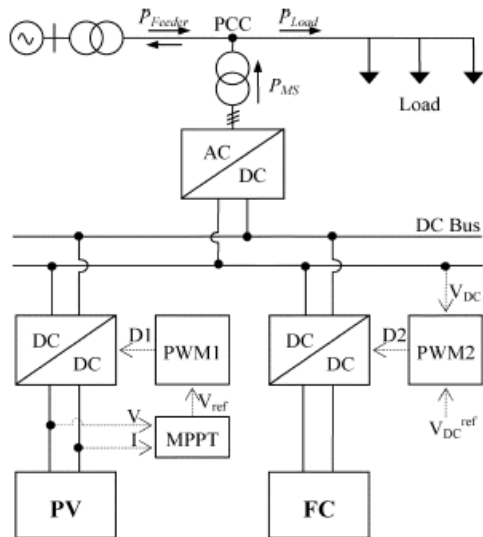 P_Feeder PCC P_Load
P_MS
Load
AC
DC
DC Bus
V_DC
DC D1 PWM1 DC D2 PWM2
DC DC
V_ref
V MPPT V_DC^ref
I
PV FC